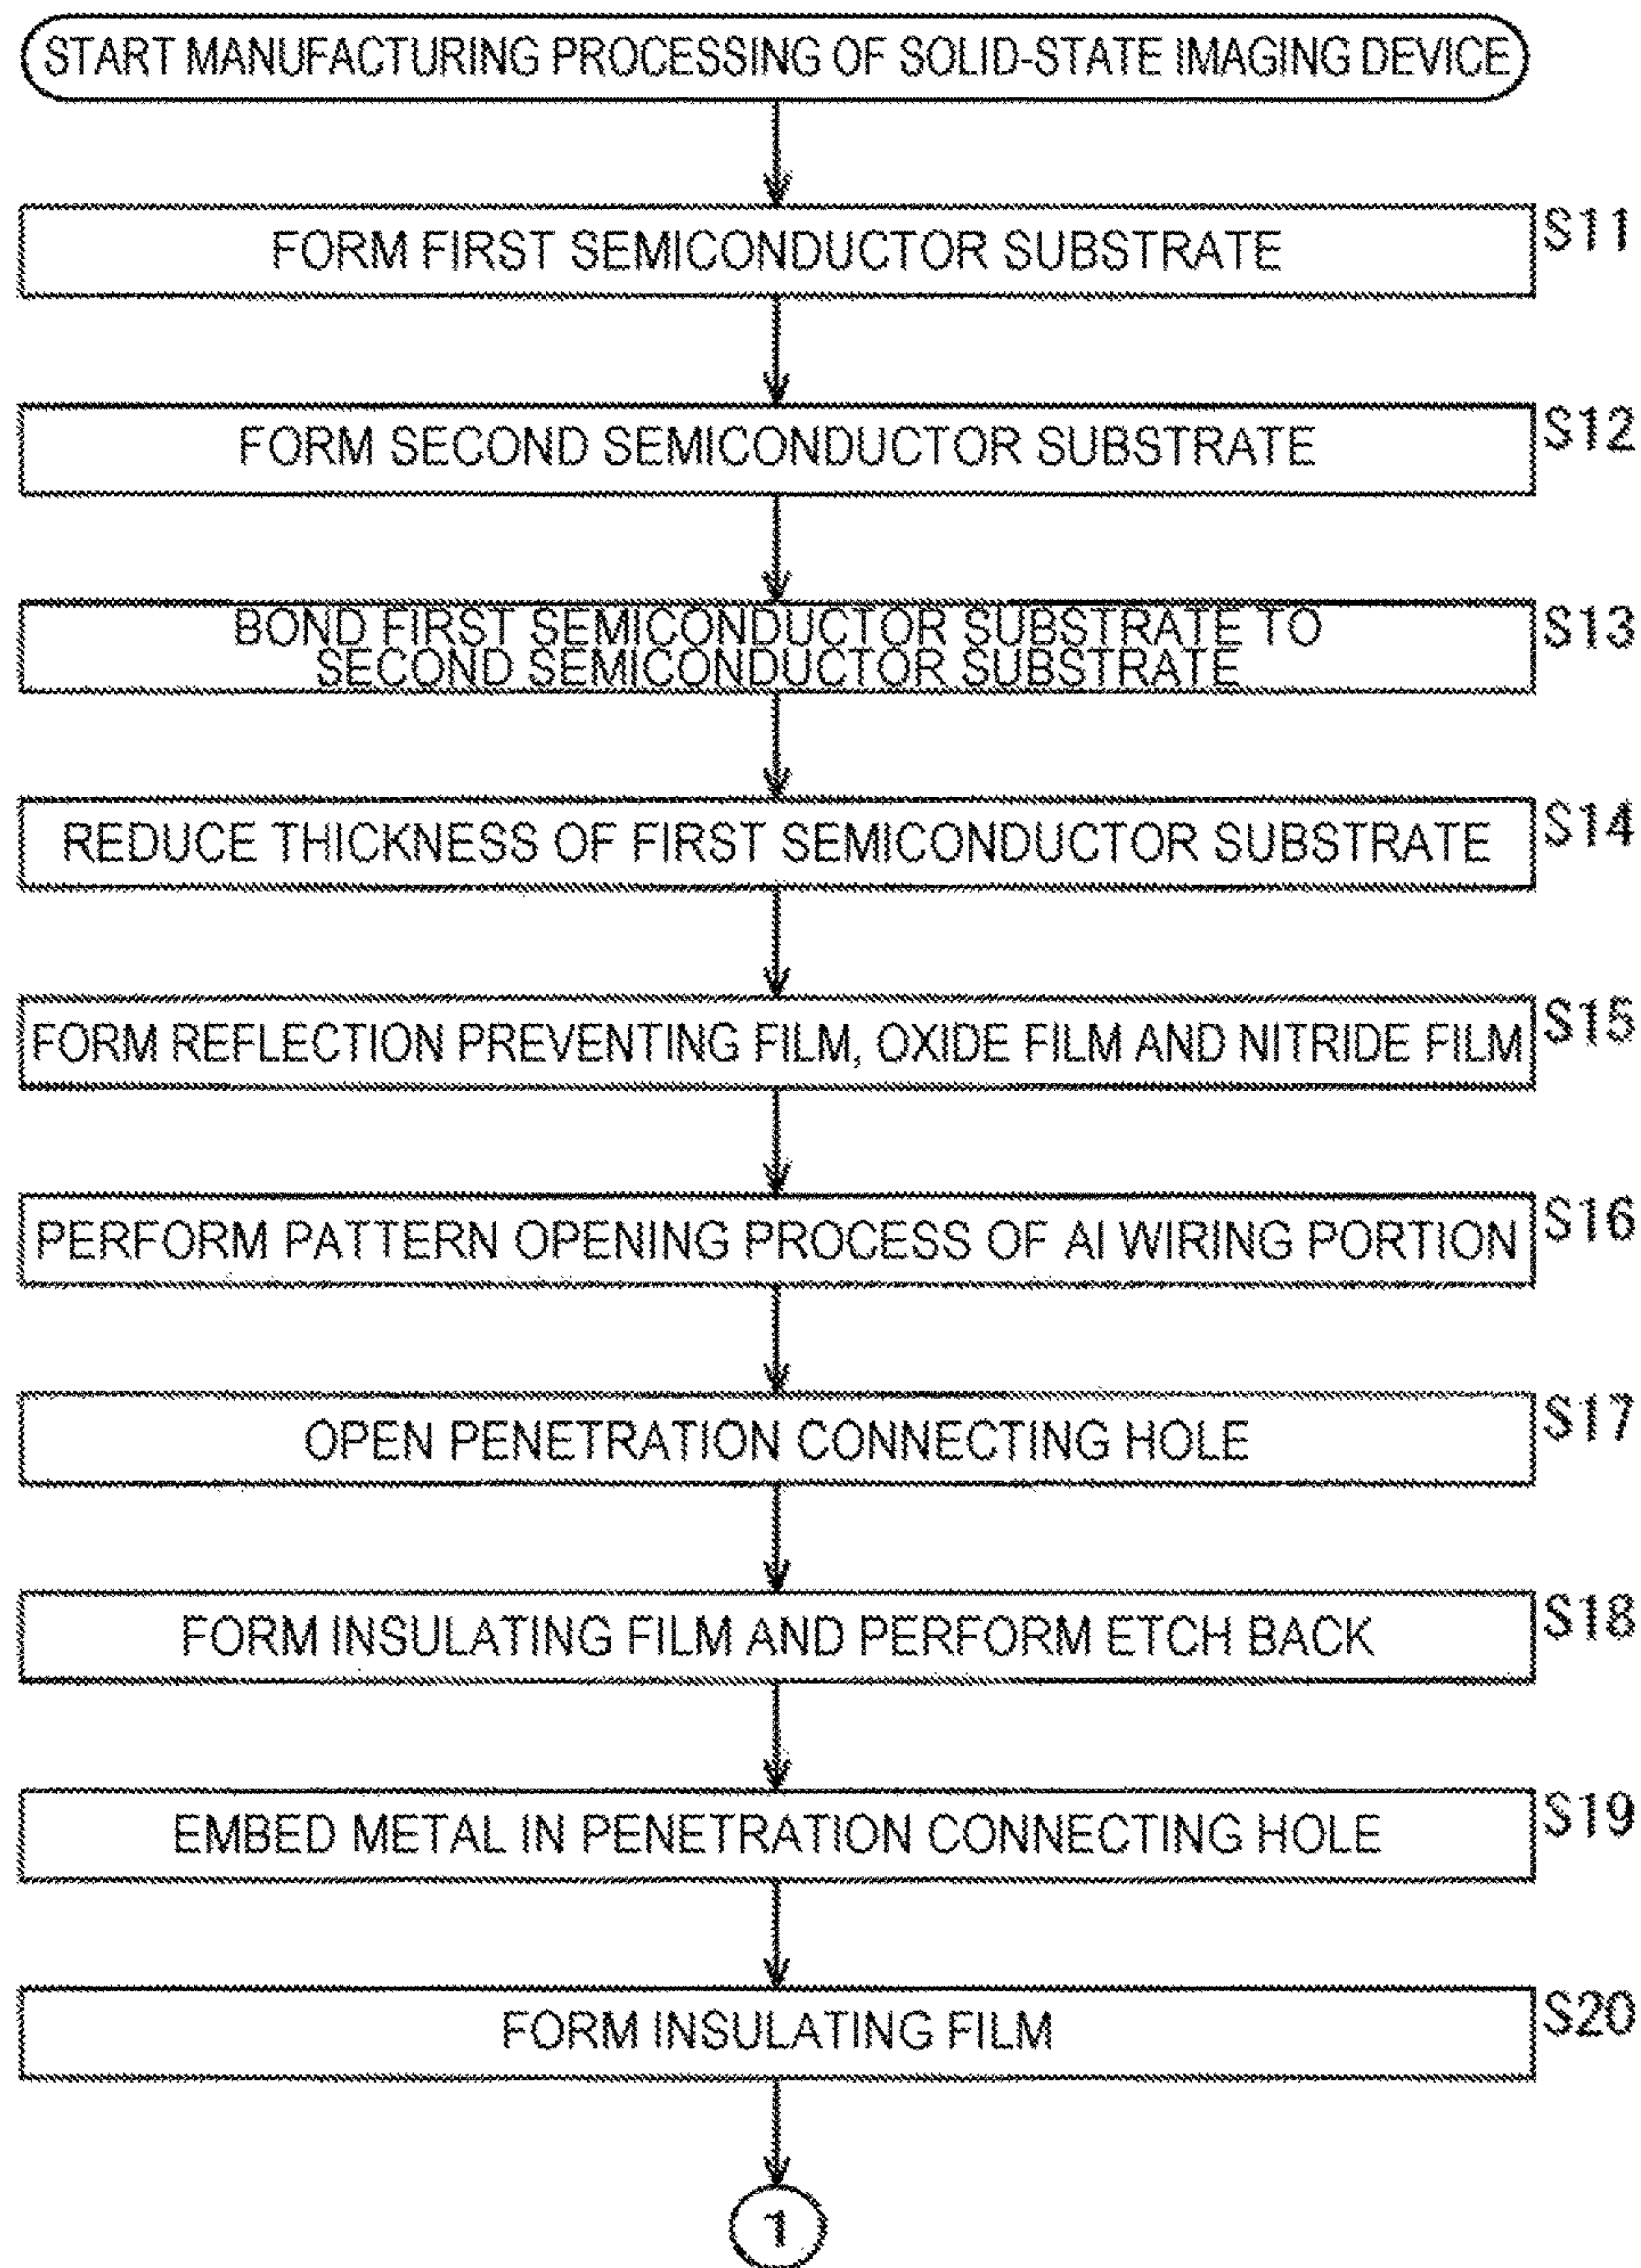 START MANUFACTURING PROCESSING OF SOLID-STATE IMAGING DEVICE
FORM FIRST SEMICONDUCTOR SUBSTRATE
S11
FORM SECOND SEMICONDUCTOR SUBSTRATE
S12
BOND FIRST SEMICONDUCTOR SUBSTRATE TO
SECOND SEMICONDUCTOR SUBSTRATE
S13
REDUCE THICKNESS OF FIRST SEMICONDUCTOR SUBSTRATE
S14
FORM REFLECTION PREVENTING FILM, OXIDE FILM AND NITRIDE FILM
S15
PERFORM PATTERN OPENING PROCESS OF Al WIRING PORTION
S16
OPEN PENETRATION CONNECTING HOLE
S17
FORM INSULATING FILM AND PERFORM ETCH BACK
S18
EMBED METAL IN PENETRATION CONNECTING HOLE
S19
FORM INSULATING FILM
S20
1